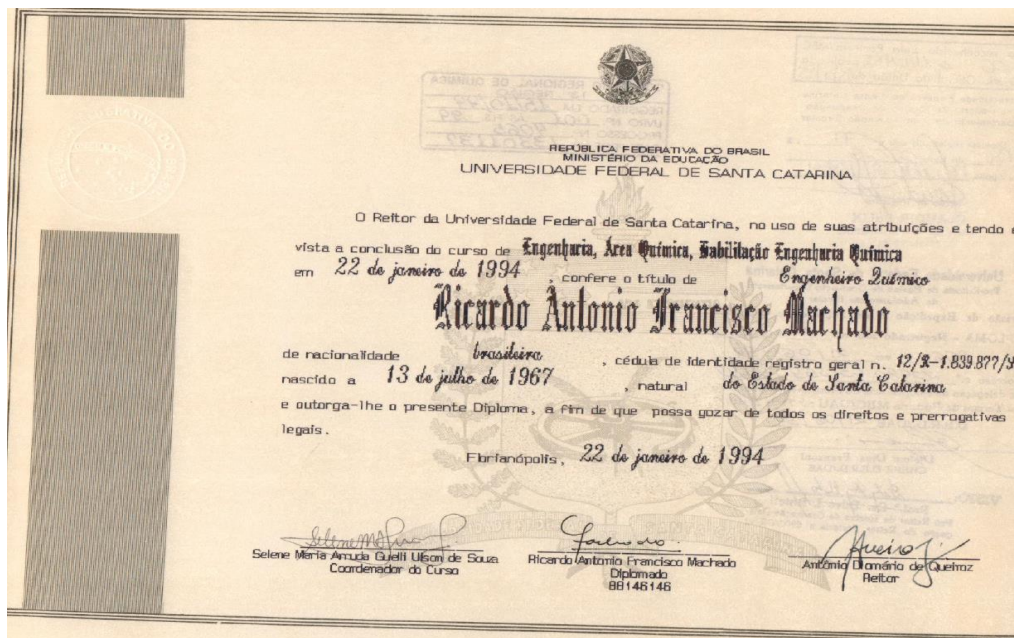 REPÚBLICA FEDERATIVA DO BRASIL
MINISTÉRIO DA EDUCAÇÃO
UNIVERSIDADE FEDERAL DE SANTA CATARINA
O Reitor da Universidade Federal de Santa Catarina, no uso de suas atribuições e tendo
vista a conclusão do curso de Engenharia, Área Química, Habilitação Engenharia Química
em 22 de janeiro de 1994, confere o título de Engenheiro Químico
Ricardo Antonio Francisco Machado
de nacionalidade brasileira, cédula de identidade registro geral n. 12/R-1.839.877/S
nascido a 13 de julho de 1967, natural do Estado de Santa Catarina
e outorga-lhe o presente Diploma, a fim de que possa gozar de todos os direitos e prerrogativas
legais.
Florianópolis, 22 de janeiro de 1994
Selene Maria Arruda Guelli Ulson de Souza
Coordenador do Curso
Ricardo Antonio Francisco Machado
Diplomado
88146146
Antônio Diomário de Queiroz
Reitor